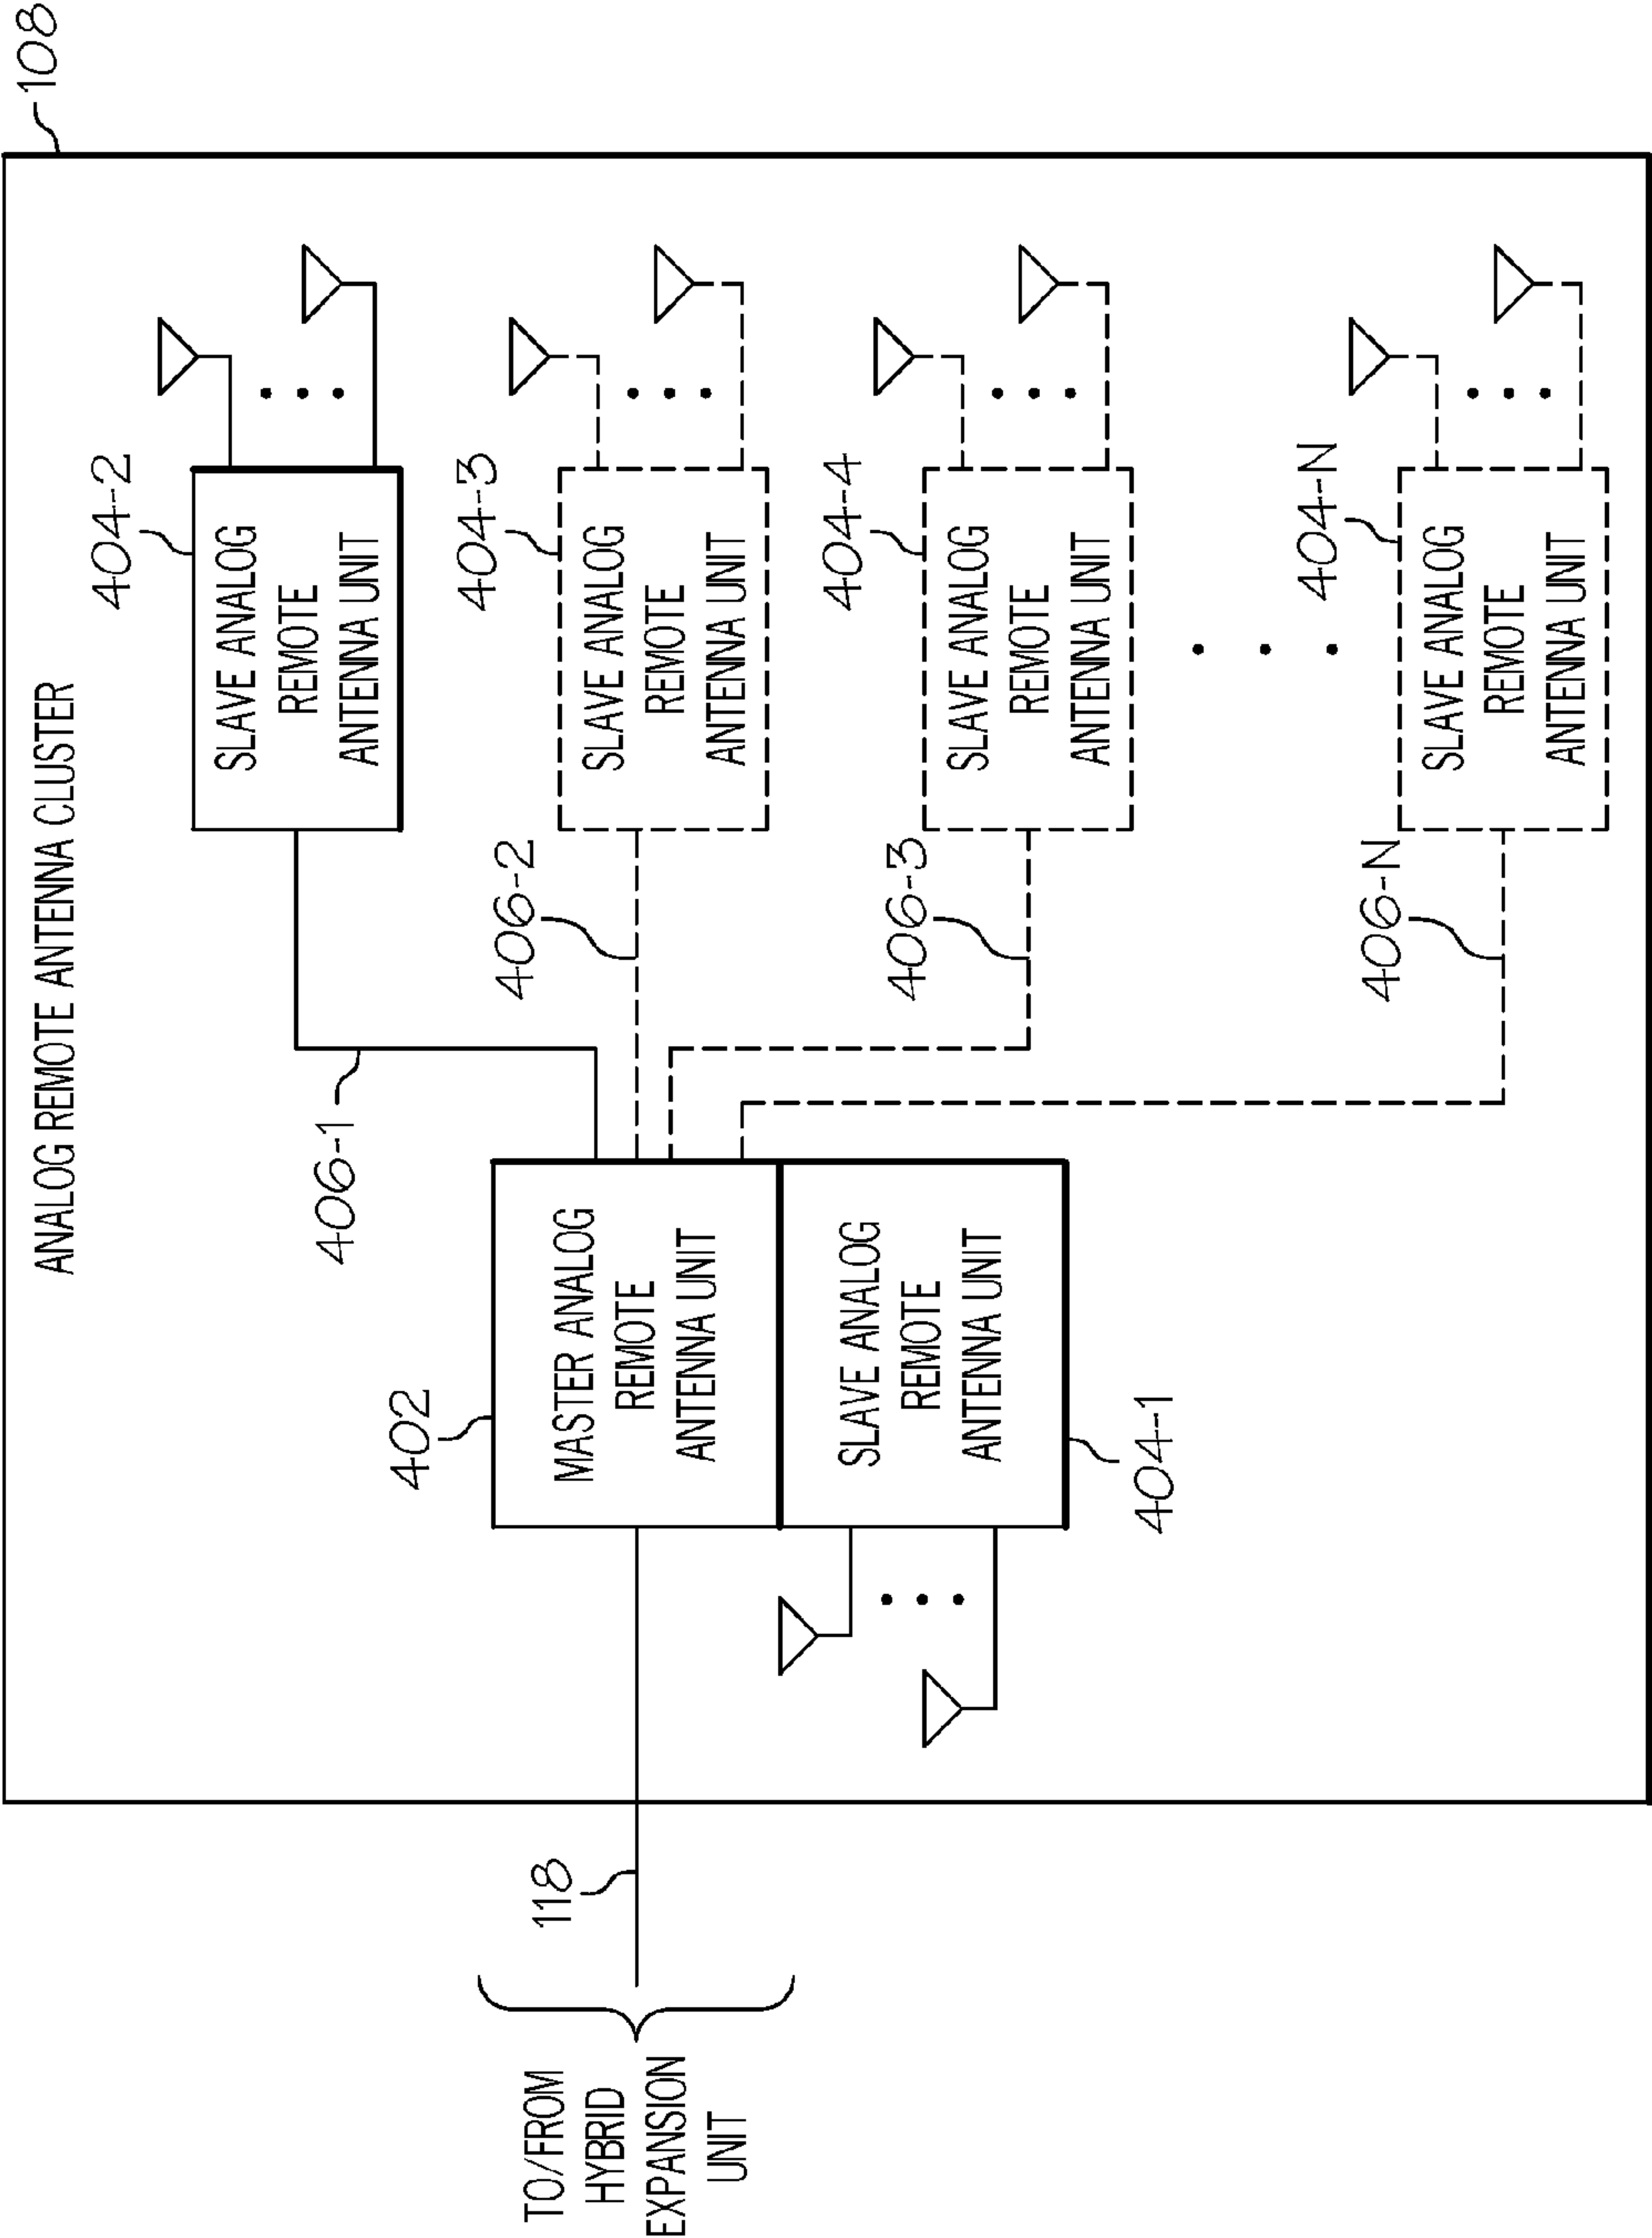 ANALOG REMOTE ANTENNA CLUSTER
108
TO/FROM
HYBRID
EXPANSION
UNIT
118
402
MASTER ANALOG
REMOTE
ANTENNA UNIT
SLAVE ANALOG
REMOTE
ANTENNA UNIT
404-1
406-1
404-2
SLAVE ANALOG
REMOTE
ANTENNA UNIT
406-2
404-3
SLAVE ANALOG
REMOTE
ANTENNA UNIT
406-3
404-4
SLAVE ANALOG
REMOTE
ANTENNA UNIT
406-N
404-N
SLAVE ANALOG
REMOTE
ANTENNA UNIT